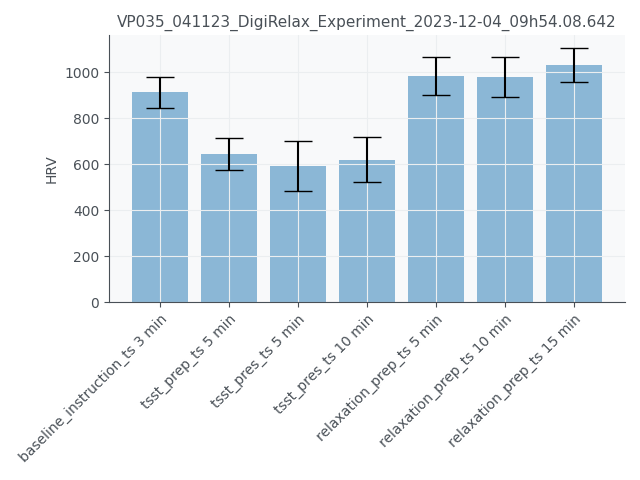 VP035_041123_DigiRelax_Experiment_2023-12-04_09h54.08.642
HRV
1000
800
600
400
200
0
baseline_instruction_ts 3 min
tsst_prep_ts 5 min
tsst_pres_ts 5 min
tsst_pres_ts 10 min
relaxation_prep_ts 5 min
relaxation_prep_ts 10 min
relaxation_prep_ts 15 min